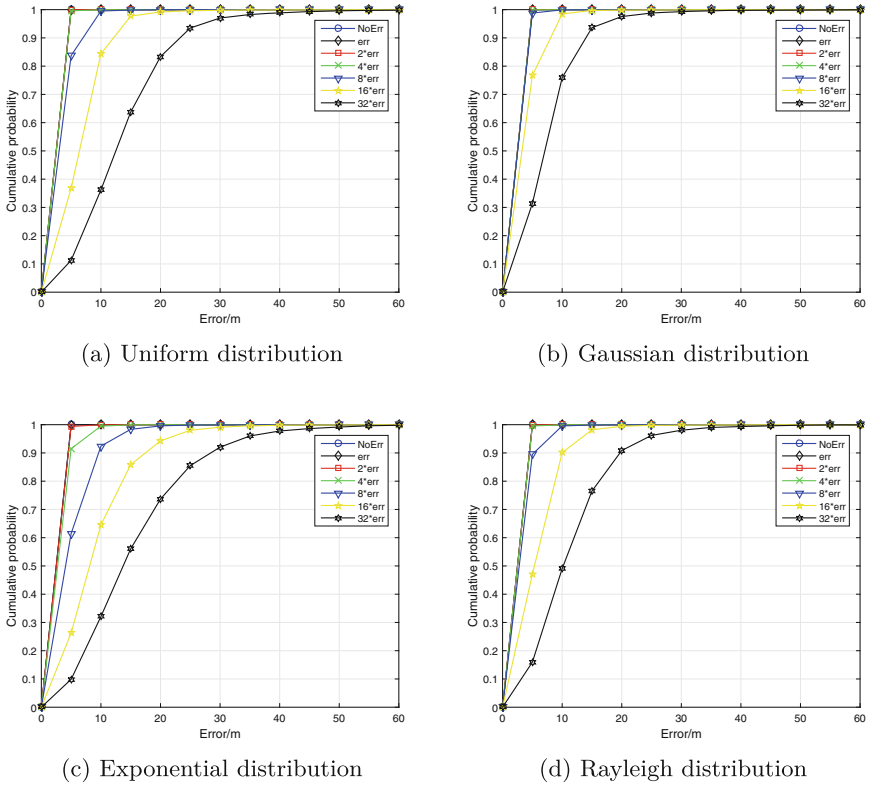 1
0.9
0.8
0.7
0.6
0.5
0.4
0.3
0.2
0.1
0
Cumulative probability
0 10 20 30 40 50 60
Error/m
NoErr
err
2*err
4*err
8*err
16*err
32*err
(a) Uniform distribution
1
0.9
0.8
0.7
0.6
0.5
0.4
0.3
0.2
0.1
0
Cumulative probability
0 10 20 30 40 50 60
Error/m
NoErr
err
2*err
4*err
8*err
16*err
32*err
(b) Gaussian distribution
1
0.9
0.8
0.7
0.6
0.5
0.4
0.3
0.2
0.1
0
Cumulative probability
0 10 20 30 40 50 60
Error/m
NoErr
err
2*err
4*err
8*err
16*err
32*err
(c) Exponential distribution
1
0.9
0.8
0.7
0.6
0.5
0.4
0.3
0.2
0.1
0
Cumulative probability
0 10 20 30 40 50 60
Error/m
NoErr
err
2*err
4*err
8*err
16*err
32*err
(d) Rayleigh distribution